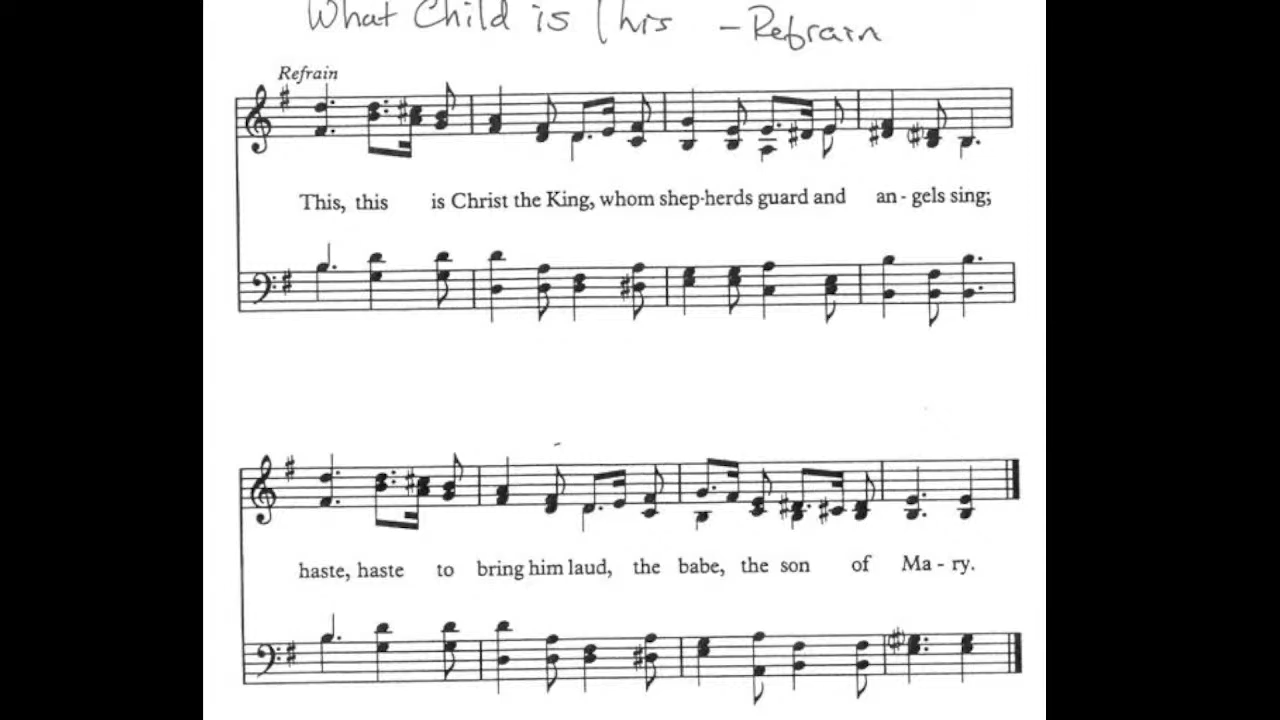 What Child is This - Refrain
Refrain
This, this is Christ the King, whom shep-herds guard and an-gels sing;
haste, haste to bring him laud, the babe, the son of Ma-ry.